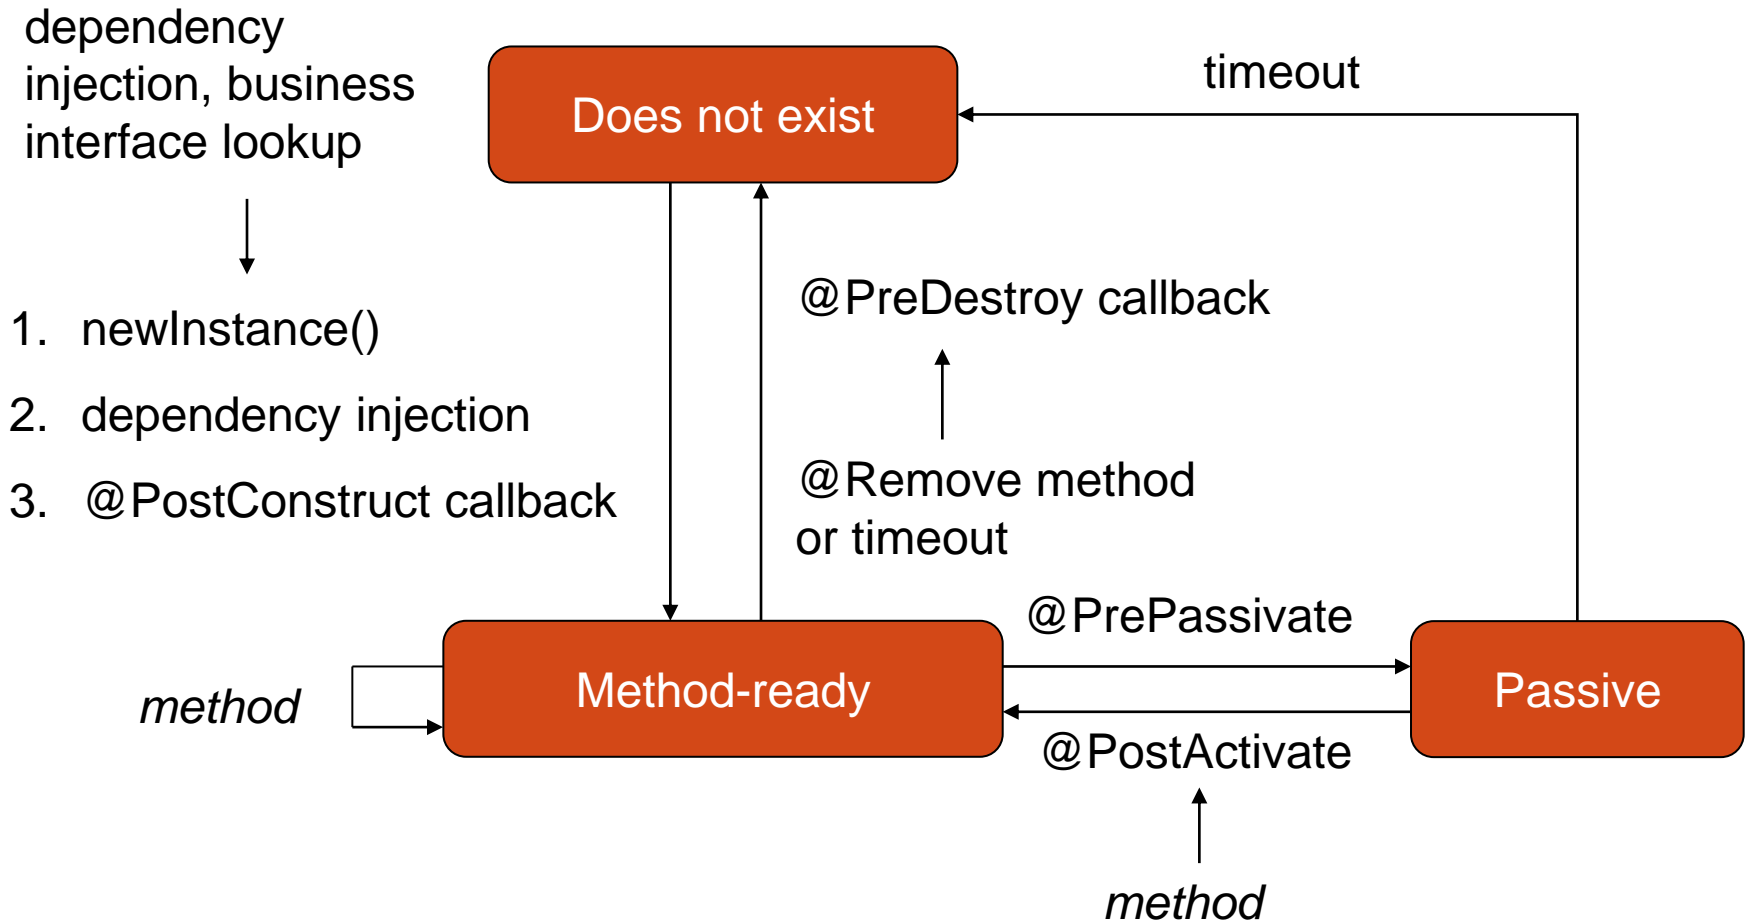 dependency
injection, business
interface lookup
Does not exist
timeout
1. newInstance()
2. dependency injection
3. @PostConstruct callback
@PreDestroy callback
@Remove method
or timeout
@PrePassivate
method
Method-ready
Passive
@PostActivate
method